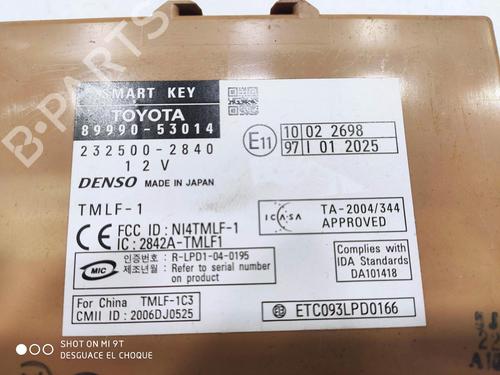 SMART KEY
TOYOTA
89990-53014
232500-2840
12V
DENSO MADE IN JAPAN
TMLF-1
CE FCC ID : NI4TMLF-1
IC : 2842A-TMLF1
MIC 인증번호 : R-LPD1-04-0195
제조년월 : Refer to serial number
on product
For China TMLF-1C3
CMII ID : 2006DJ0525
E11 10 02 2698
97 I 01 2025
ICASA TA-2004/344
APPROVED
Complies with
IDA Standards
DA101418
ETC093LPD0166
B-PARTS
SHOT ON MI 9T
DESGUACE EL CHOQUE